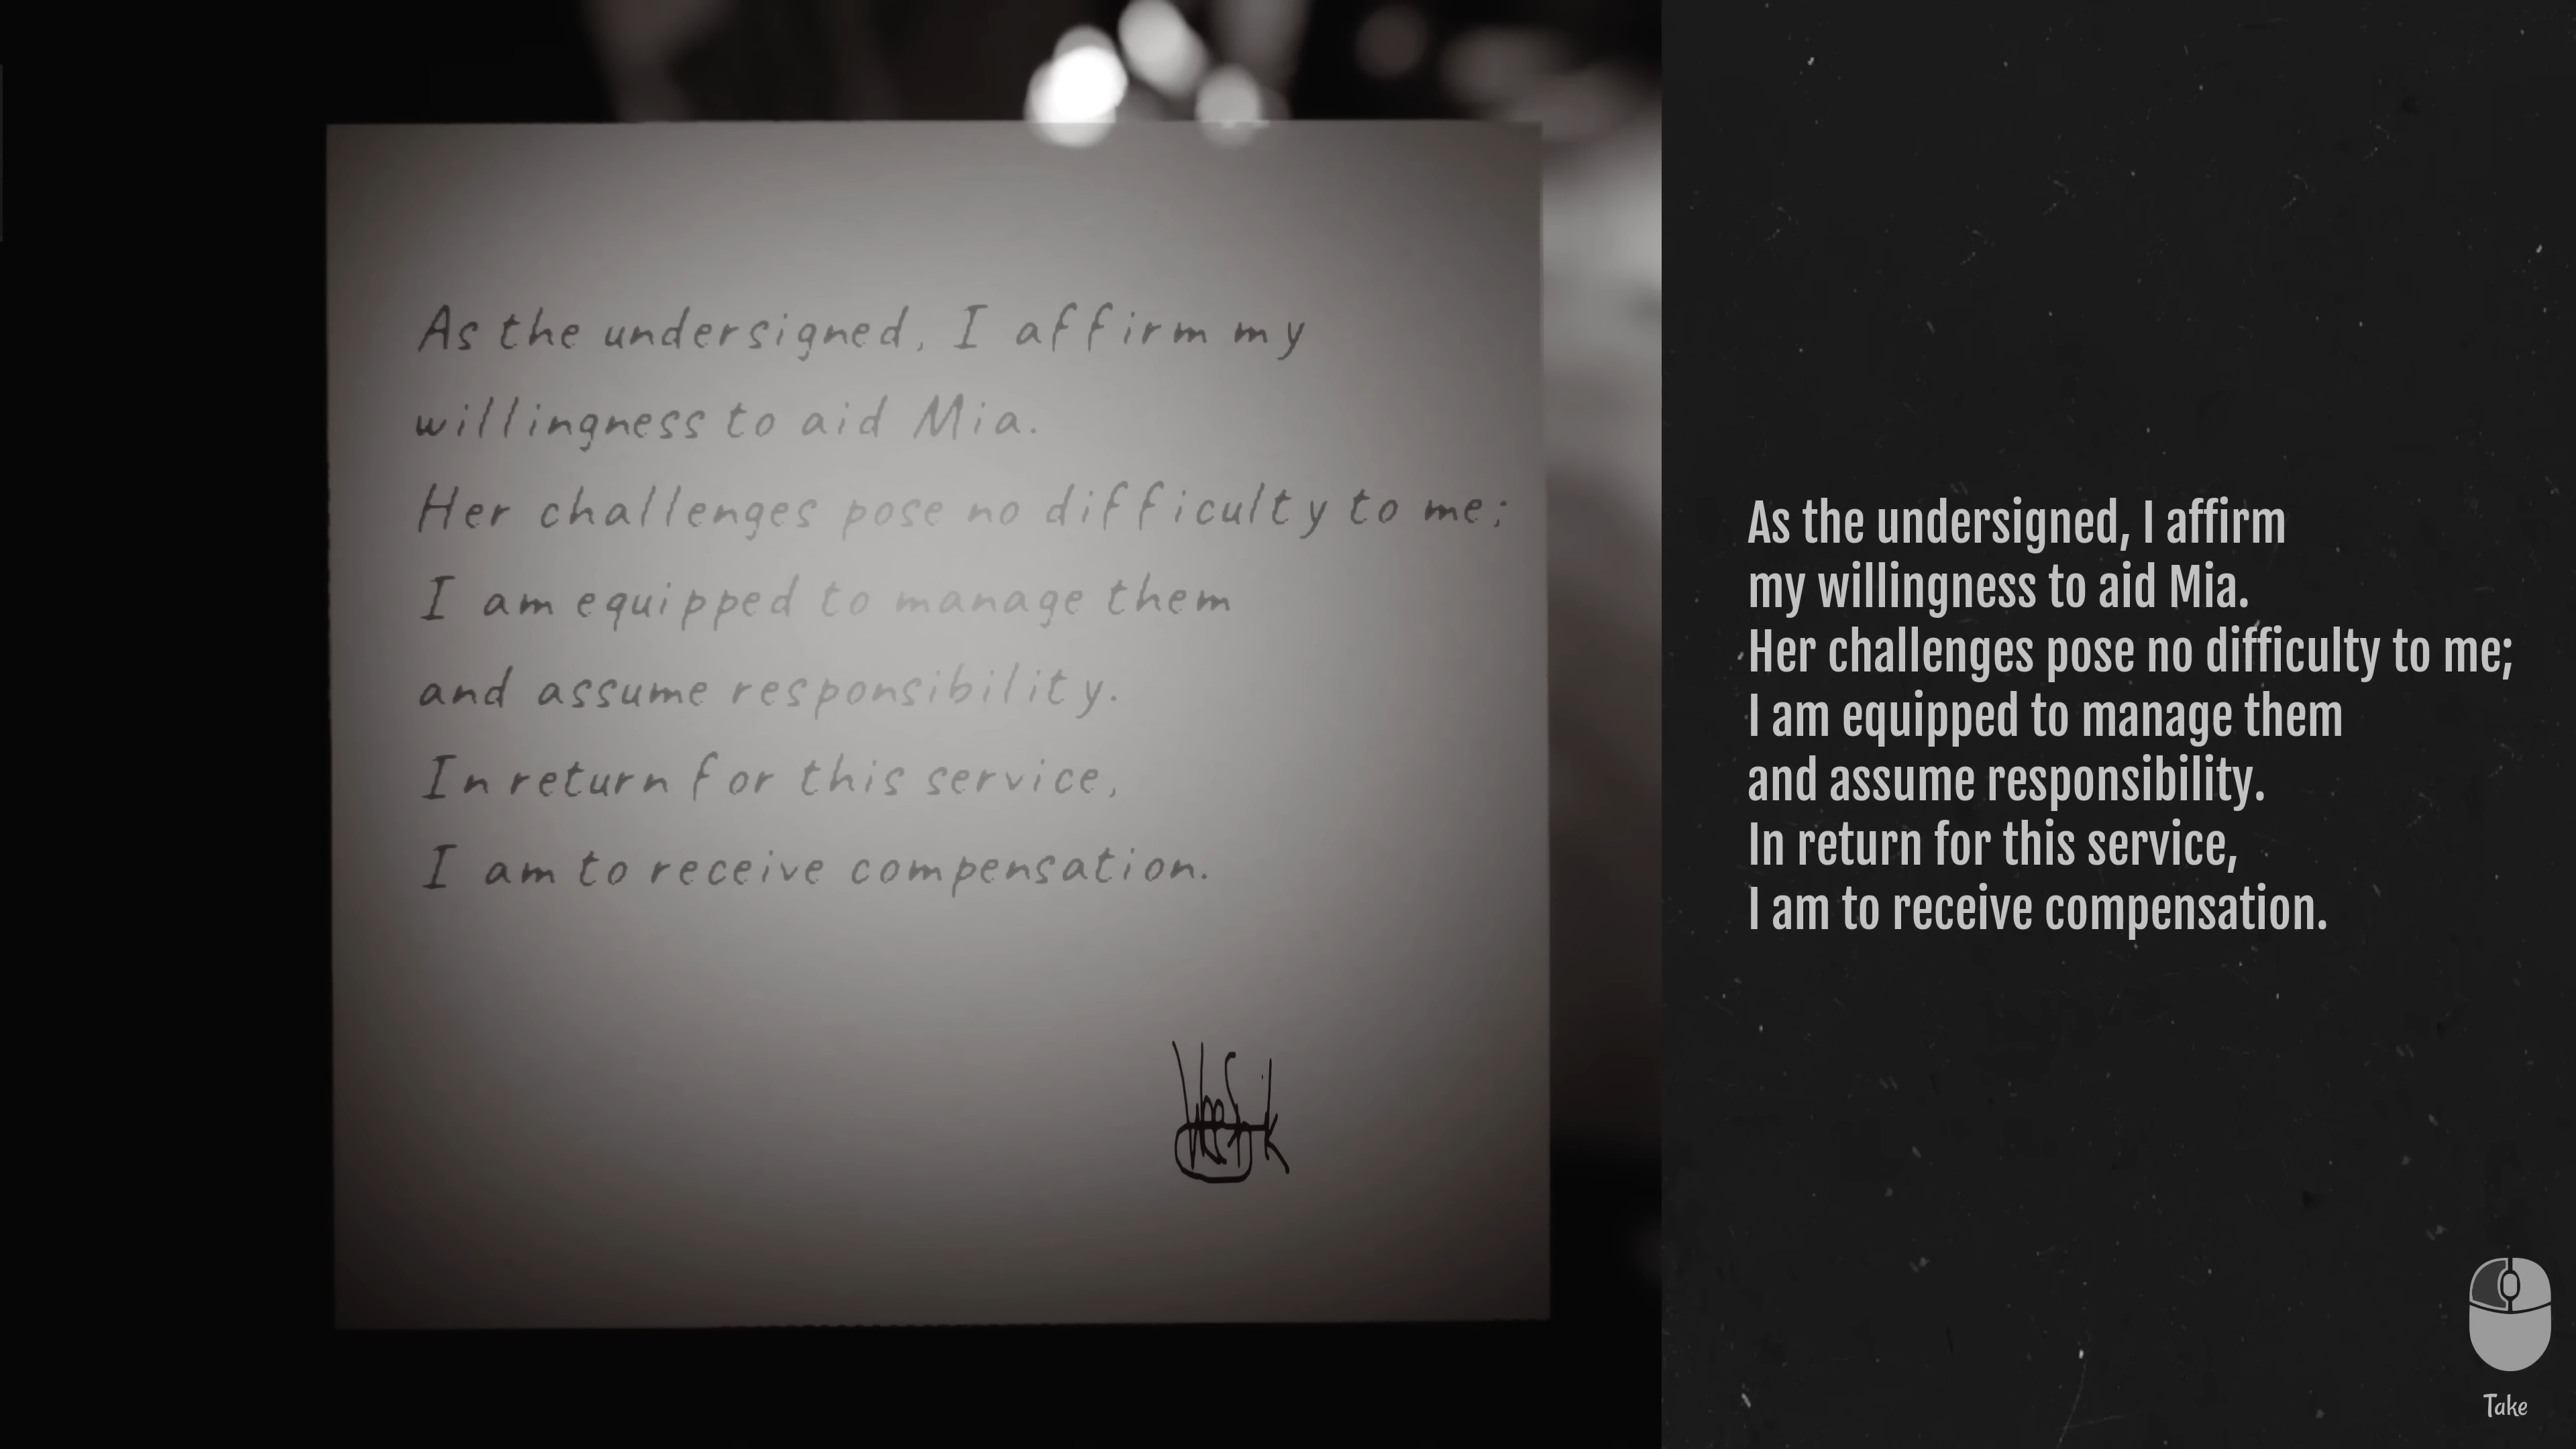 As the undersigned, I affirm my
willingness to aid Mia.
Her challenges pose no difficulty to me;
I am equipped to manage them
and assume responsibility.
In return for this service,
I am to receive compensation.
As the undersigned, I affirm
my willingness to aid Mia.
Her challenges pose no difficulty to me;
I am equipped to manage them
and assume responsibility.
In return for this service,
I am to receive compensation.
Take